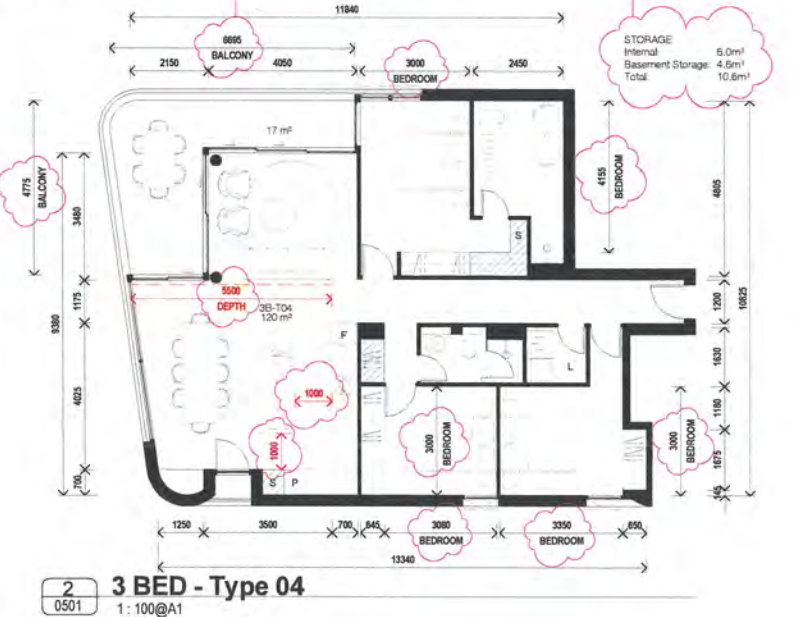 11840
6695
BALCONY
2150
4050
3000
BEDROOM
2450
STORAGE
Internal: 6.0m³
Basement Storage: 4.6m³
Total: 10.6m³
17 m²
4775
BALCONY
3480
9380
1175
4025
700
4155
BEDROOM
4805
10825
1200
1630
1180
1675
145
S
5500
DEPTH
3B-T04
120 m²
F
L
1000
1000
3000
BEDROOM
3000
BEDROOM
S P
1250
3500
700
645
3080
BEDROOM
3350
BEDROOM
650
13340
2
0501
3 BED - Type 04
1 : 100@A1